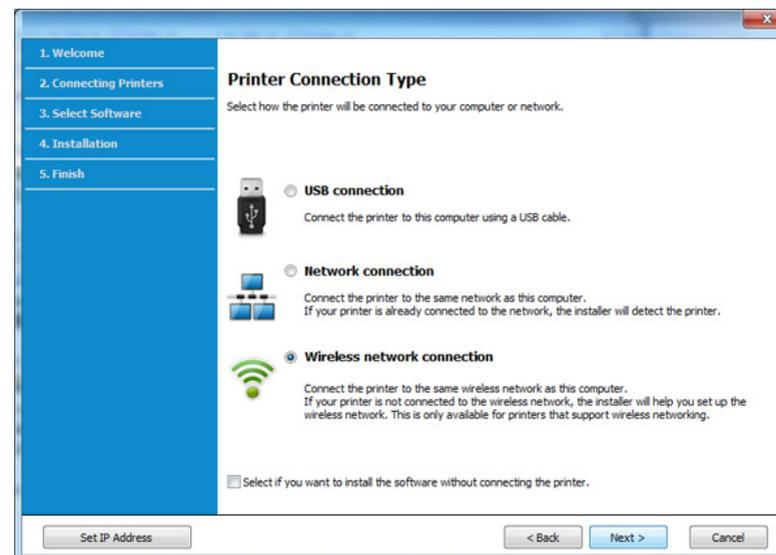 1. Welcome
2. Connecting Printers
3. Select Software
4. Installation
5. Finish
Printer Connection Type
Select how the printer will be connected to your computer or network.
USB connection
Connect the printer to this computer using a USB cable.
Network connection
Connect the printer to the same network as this computer.
If your printer is already connected to the network, the installer will detect the printer.
Wireless network connection
Connect the printer to the same wireless network as this computer.
If your printer is not connected to the wireless network, the installer will help you set up the
wireless network. This is only available for printers that support wireless networking.
Select if you want to install the software without connecting the printer.
Set IP Address
< Back
Next >
Cancel